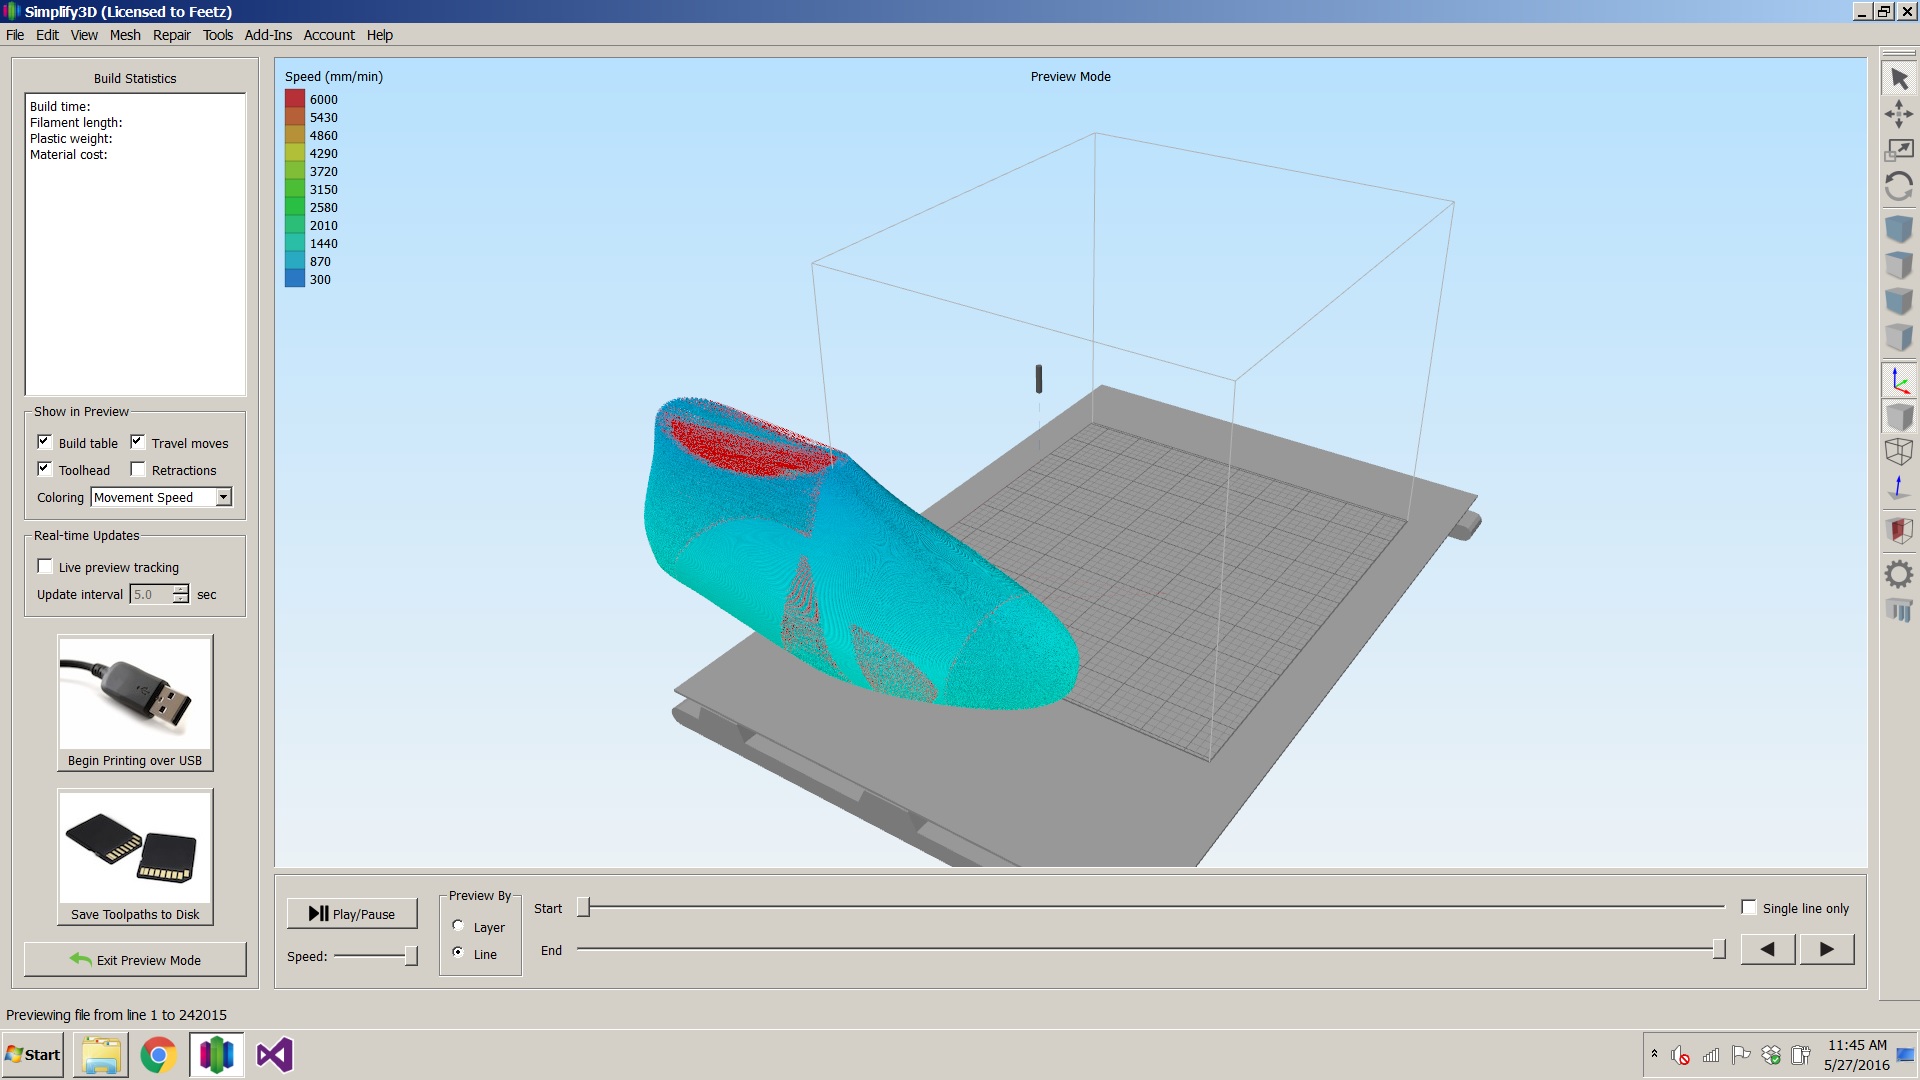 Simplify3D (Licensed to Feetz)
File Edit View Mesh Repair Tools Add-Ins Account Help
Build Statistics
Build time:
Filament length:
Plastic weight:
Material cost:
Show in Preview
Build table Travel moves
Toolhead Retractions
Coloring Movement Speed
Real-time Updates
Live preview tracking
Update interval 5.0 sec
Begin Printing over USB
Save Toolpaths to Disk
Exit Preview Mode
Speed (mm/min)
6000
5430
4860
4290
3720
3150
2580
2010
1440
870
300
Preview Mode
Play/Pause
Speed:
Preview By
Layer
Line
Start
End
Single line only
Previewing file from line 1 to 242015
Start
11:45 AM
5/27/2016